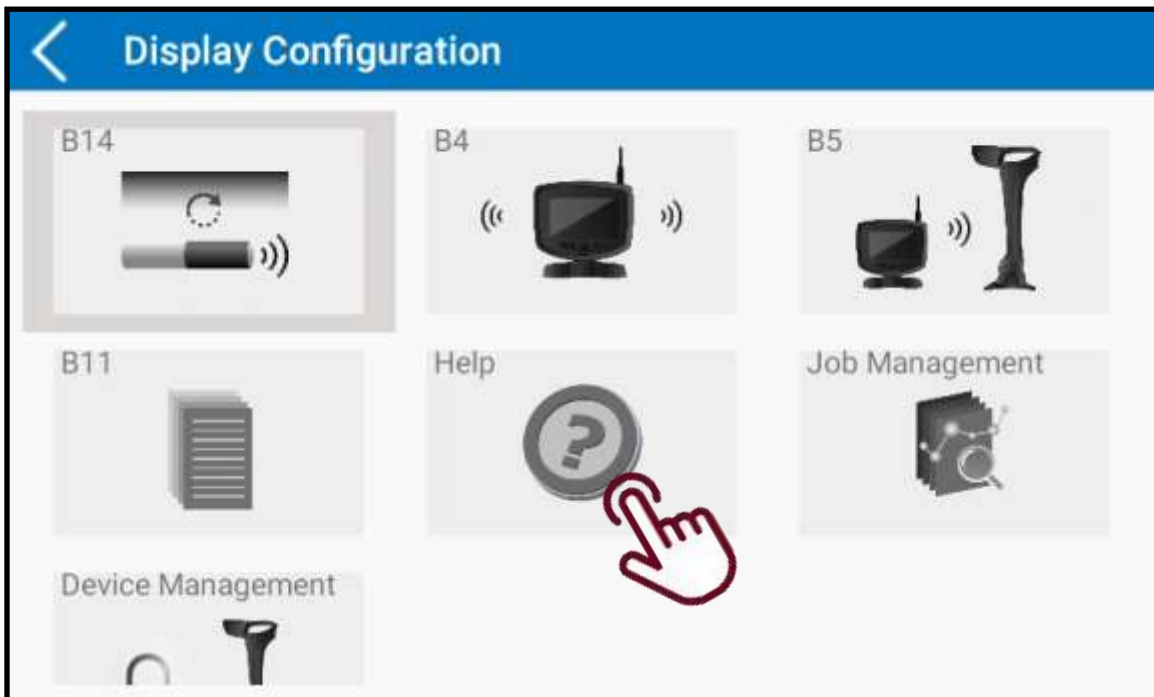 Display Configuration
B14
B4
B5
B11
Help
Job Management
Device Management